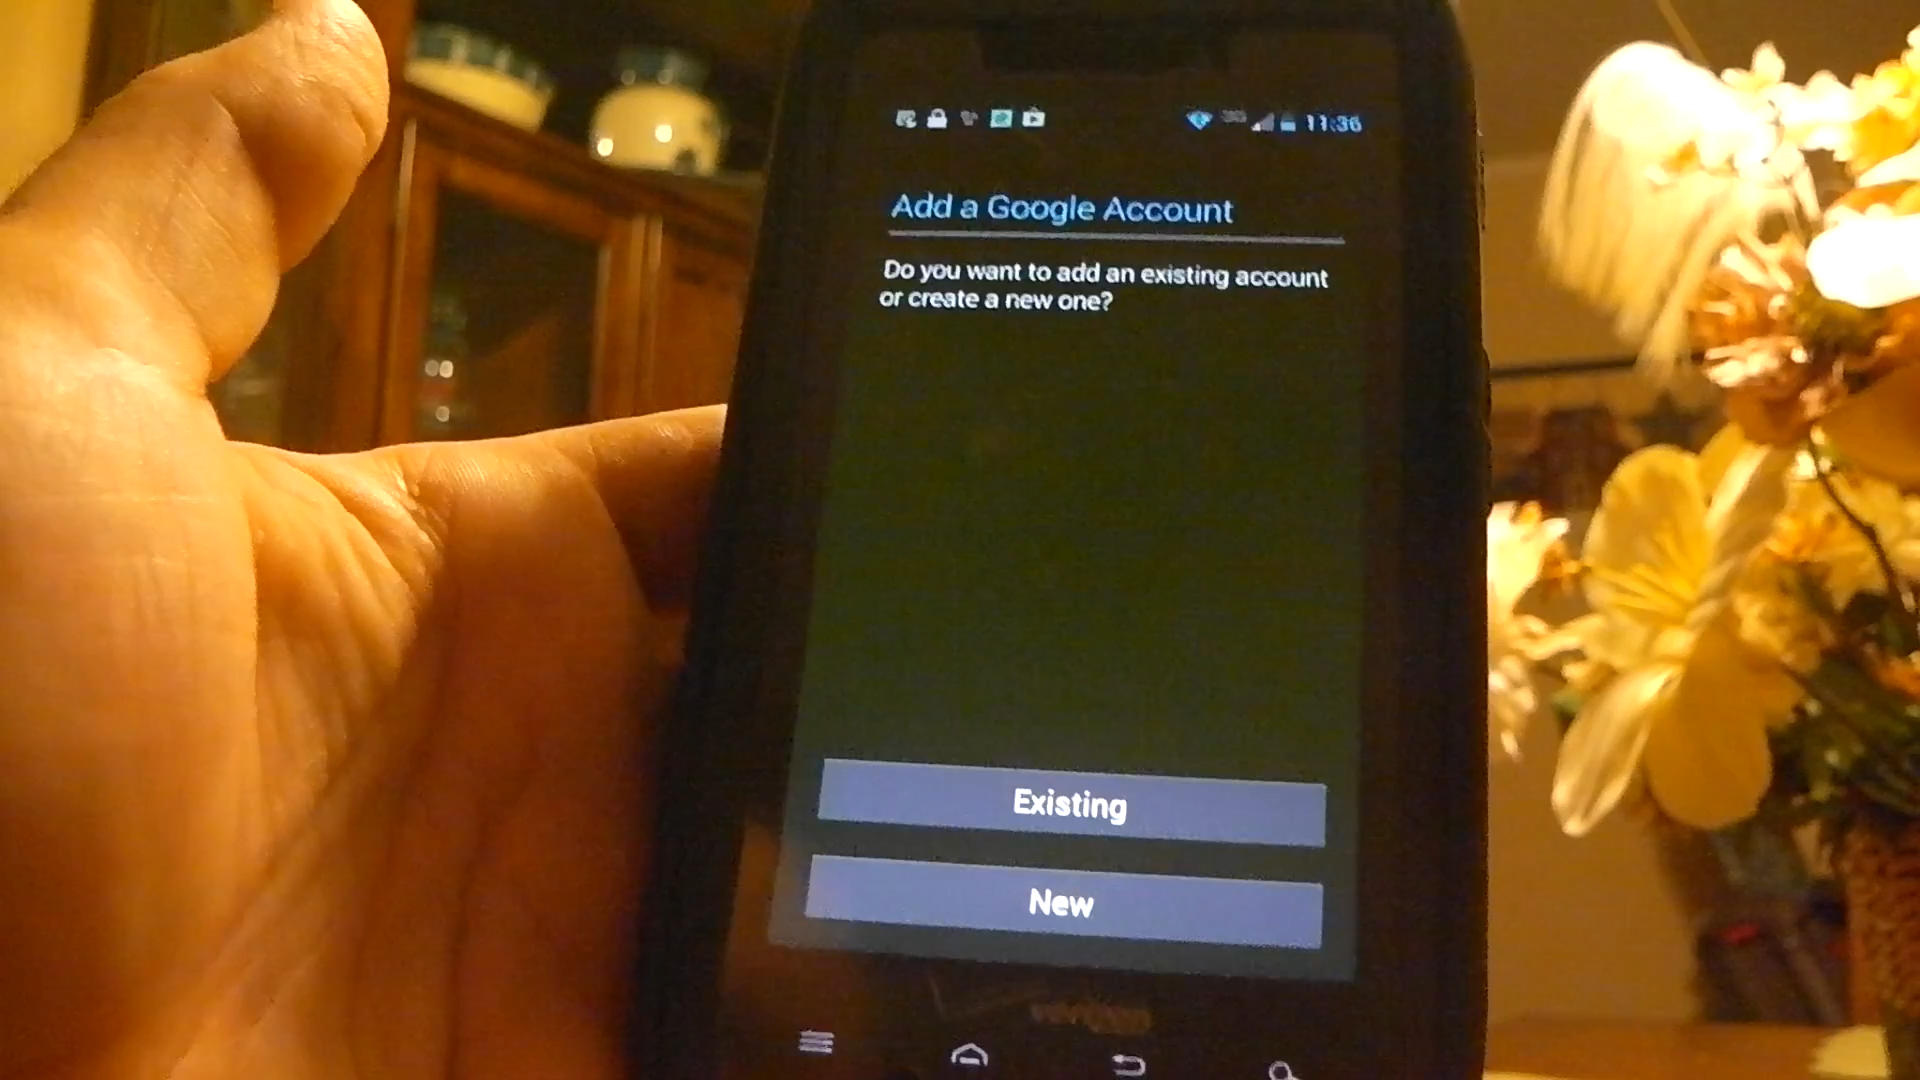 11:36
Add a Google Account
Do you want to add an existing account
or create a new one?
Existing
New
verizon